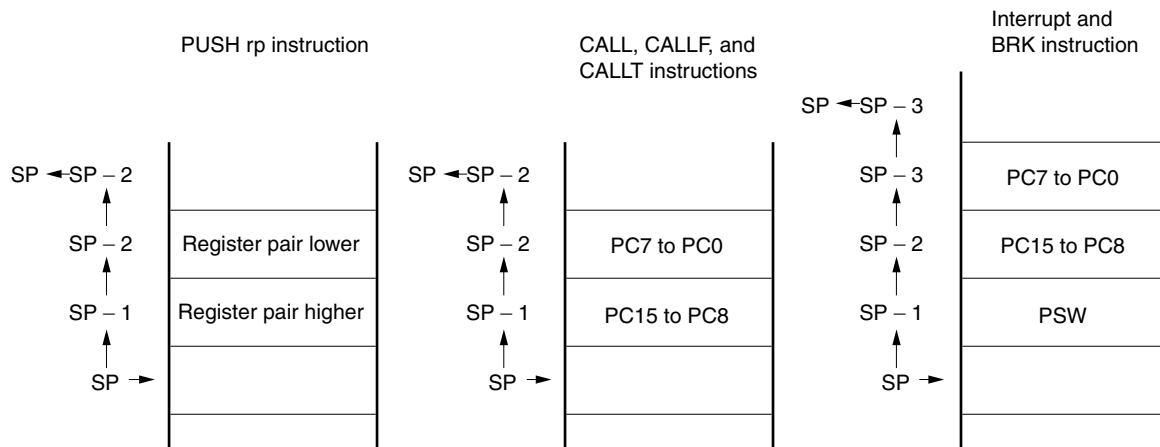 PUSH rp instruction
SP SP – 2
SP – 2
Register pair lower
SP – 1
Register pair higher
SP
CALL, CALLF, and
CALLT instructions
SP SP – 2
SP – 2
PC7 to PC0
SP – 1
PC15 to PC8
SP
Interrupt and
BRK instruction
SP SP – 3
SP – 3
PC7 to PC0
SP – 2
PC15 to PC8
SP – 1
PSW
SP